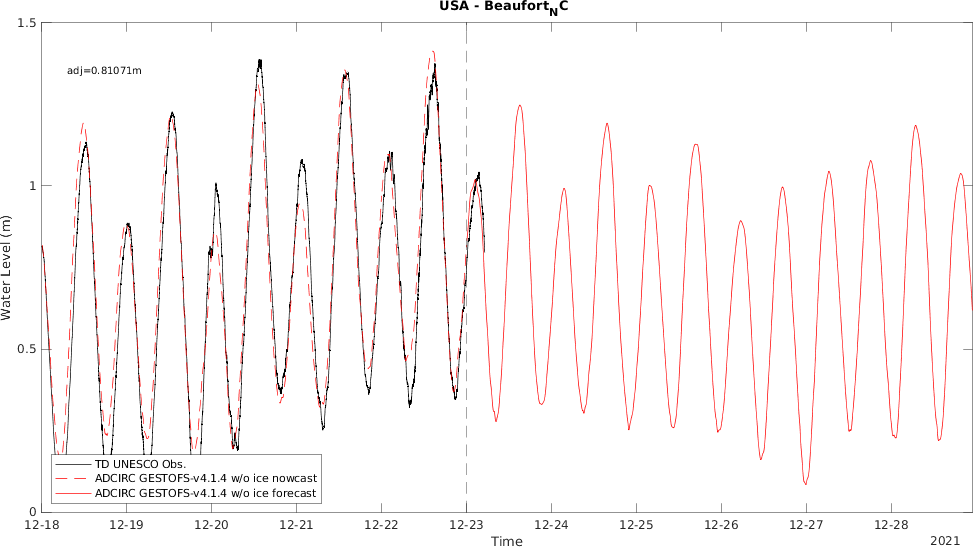 USA - Beaufort_NC
1.5
adj=0.81071m
1
Water Level (m)
0.5
TD UNESCO Obs.
ADCIRC GESTOFS-v4.1.4 w/o ice nowcast
ADCIRC GESTOFS-v4.1.4 w/o ice forecast
0
12-18 12-19 12-20 12-21 12-22 12-23 12-24 12-25 12-26 12-27 12-28
Time
2021